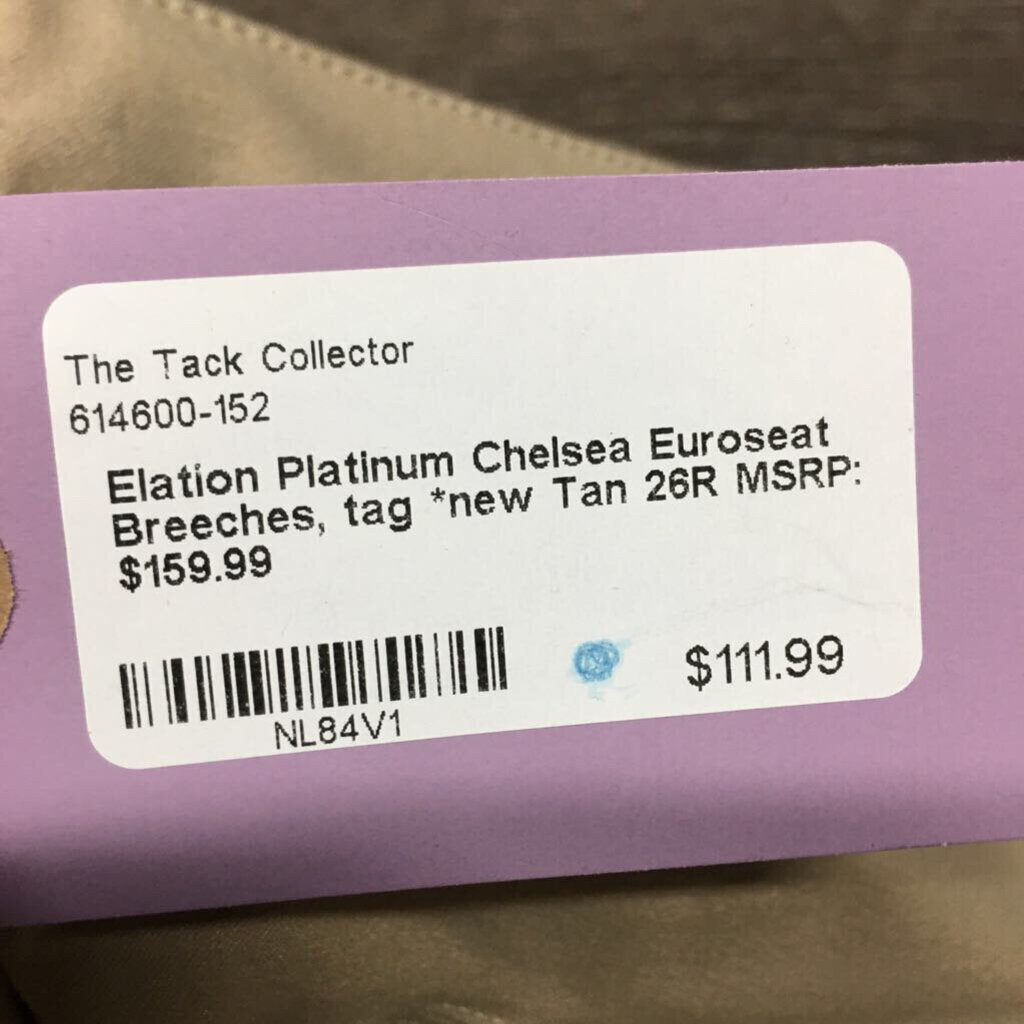 The Tack Collector
614600-152
Elation Platinum Chelsea Euroseat
Breeches, tag *new Tan 26R MSRP:
$159.99
$111.99
NL84V1